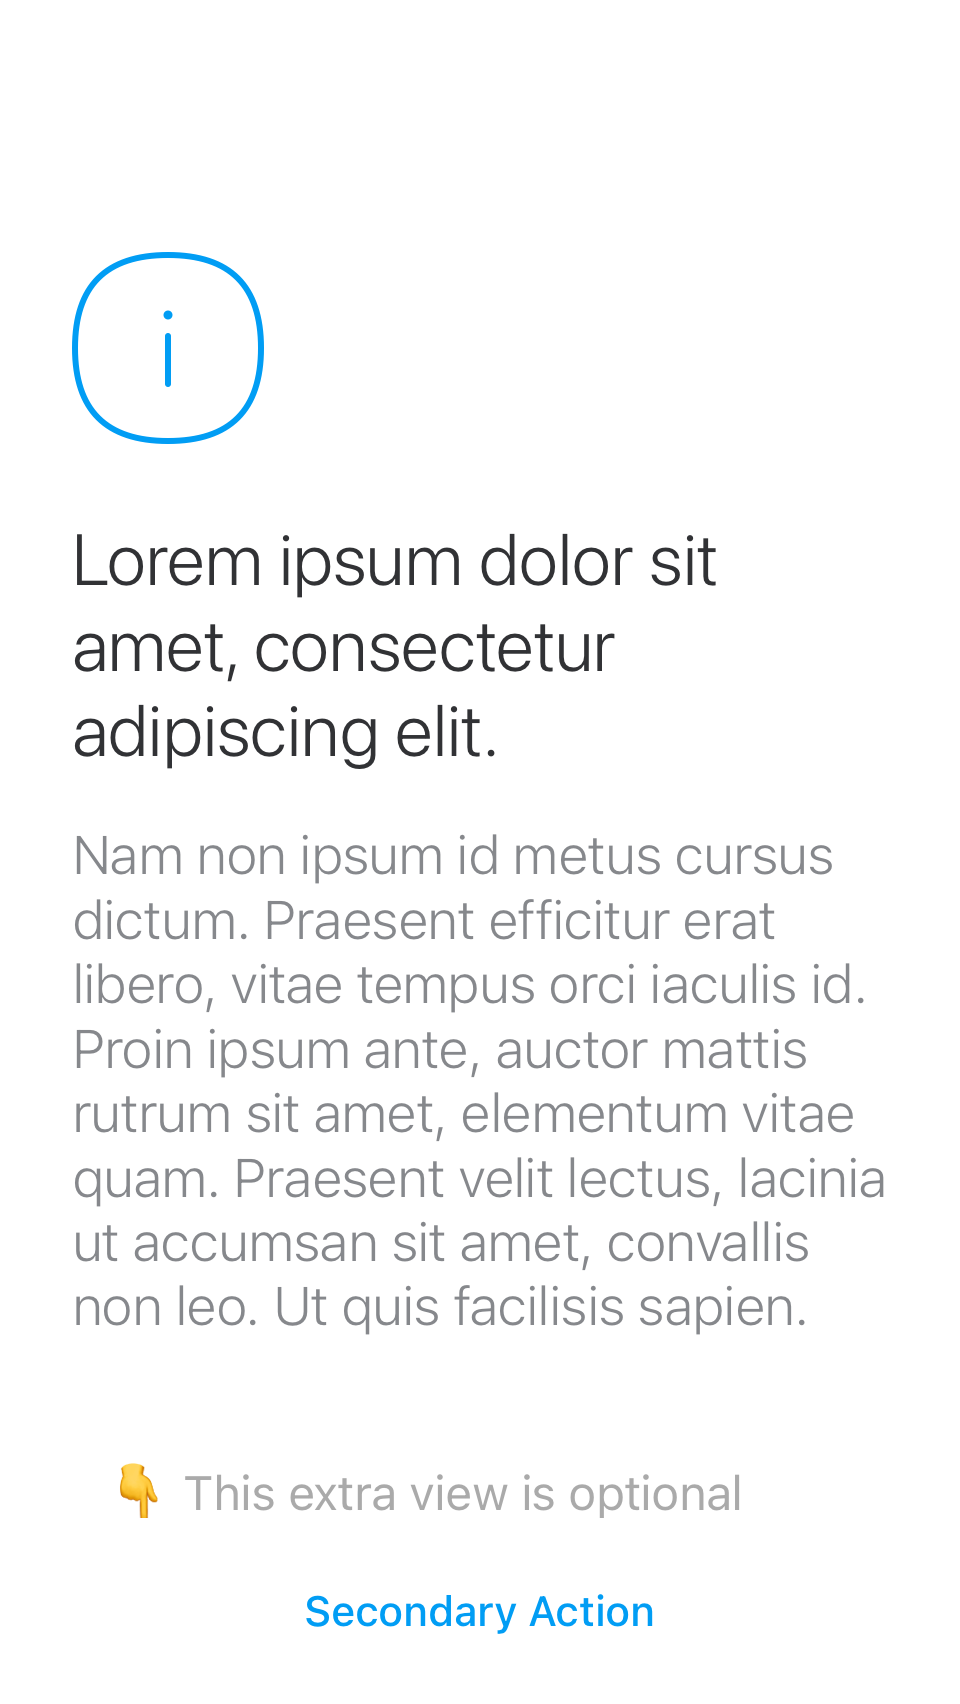 Lorem ipsum dolor sit
amet, consectetur
adipiscing elit.
Nam non ipsum id metus cursus
dictum. Praesent efficitur erat
libero, vitae tempus orci iaculis id.
Proin ipsum ante, auctor mattis
rutrum sit amet, elementum vitae
quam. Praesent velit lectus, lacinia
ut accumsan sit amet, convallis
non leo. Ut quis facilisis sapien.
👇 This extra view is optional
Secondary Action